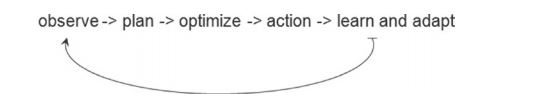 observe -> plan -> optimize -> action -> learn and adapt